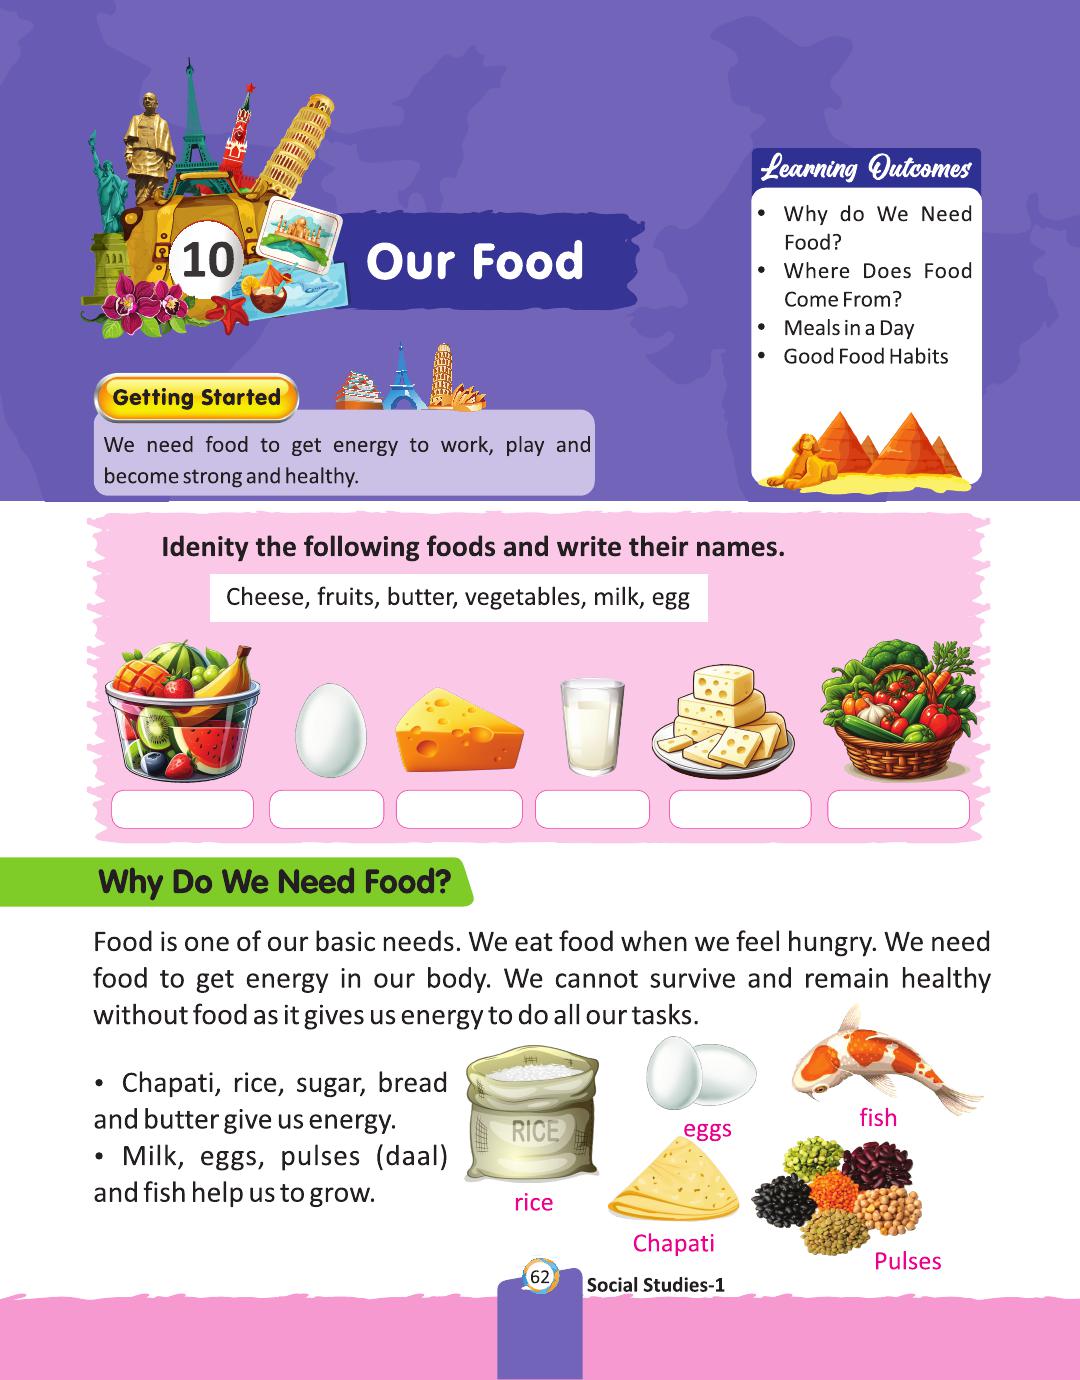 10
Our Food
Learning Outcomes
• Why do We Need
Food?
• Where Does Food
Come From?
• Meals in a Day
• Good Food Habits
Getting Started
We need food to get energy to work, play and
become strong and healthy.
Idenity the following foods and write their names.
Cheese, fruits, butter, vegetables, milk, egg
Why Do We Need Food?
Food is one of our basic needs. We eat food when we feel hungry. We need
food to get energy in our body. We cannot survive and remain healthy
without food as it gives us energy to do all our tasks.
• Chapati, rice, sugar, bread
and butter give us energy.
• Milk, eggs, pulses (daal)
and fish help us to grow.
RICE
rice
eggs
fish
Chapati
Pulses
62
Social Studies-1